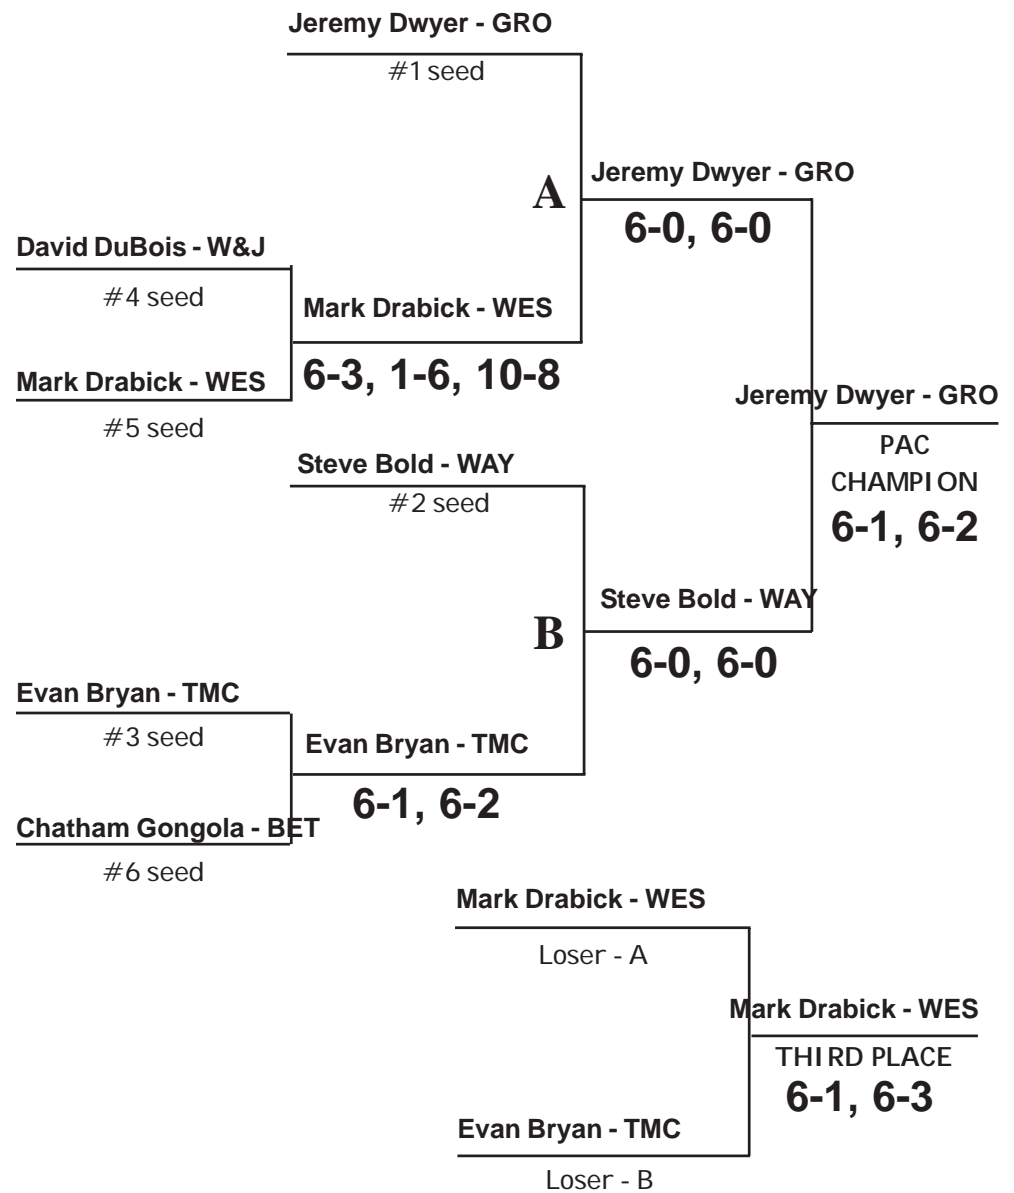 Jeremy Dwyer - GRO
#1 seed
A
Jeremy Dwyer - GRO
6-0, 6-0
David DuBois - W&J
#4 seed
Mark Drabick - WES
6-3, 1-6, 10-8
Mark Drabick - WES
#5 seed
Jeremy Dwyer - GRO
PAC
CHAMPION
6-1, 6-2
Steve Bold - WAY
#2 seed
B
Steve Bold - WAY
6-0, 6-0
Evan Bryan - TMC
#3 seed
Evan Bryan - TMC
6-1, 6-2
Chatham Gongola - BET
#6 seed
Mark Drabick - WES
Loser - A
Mark Drabick - WES
THIRD PLACE
6-1, 6-3
Evan Bryan - TMC
Loser - B